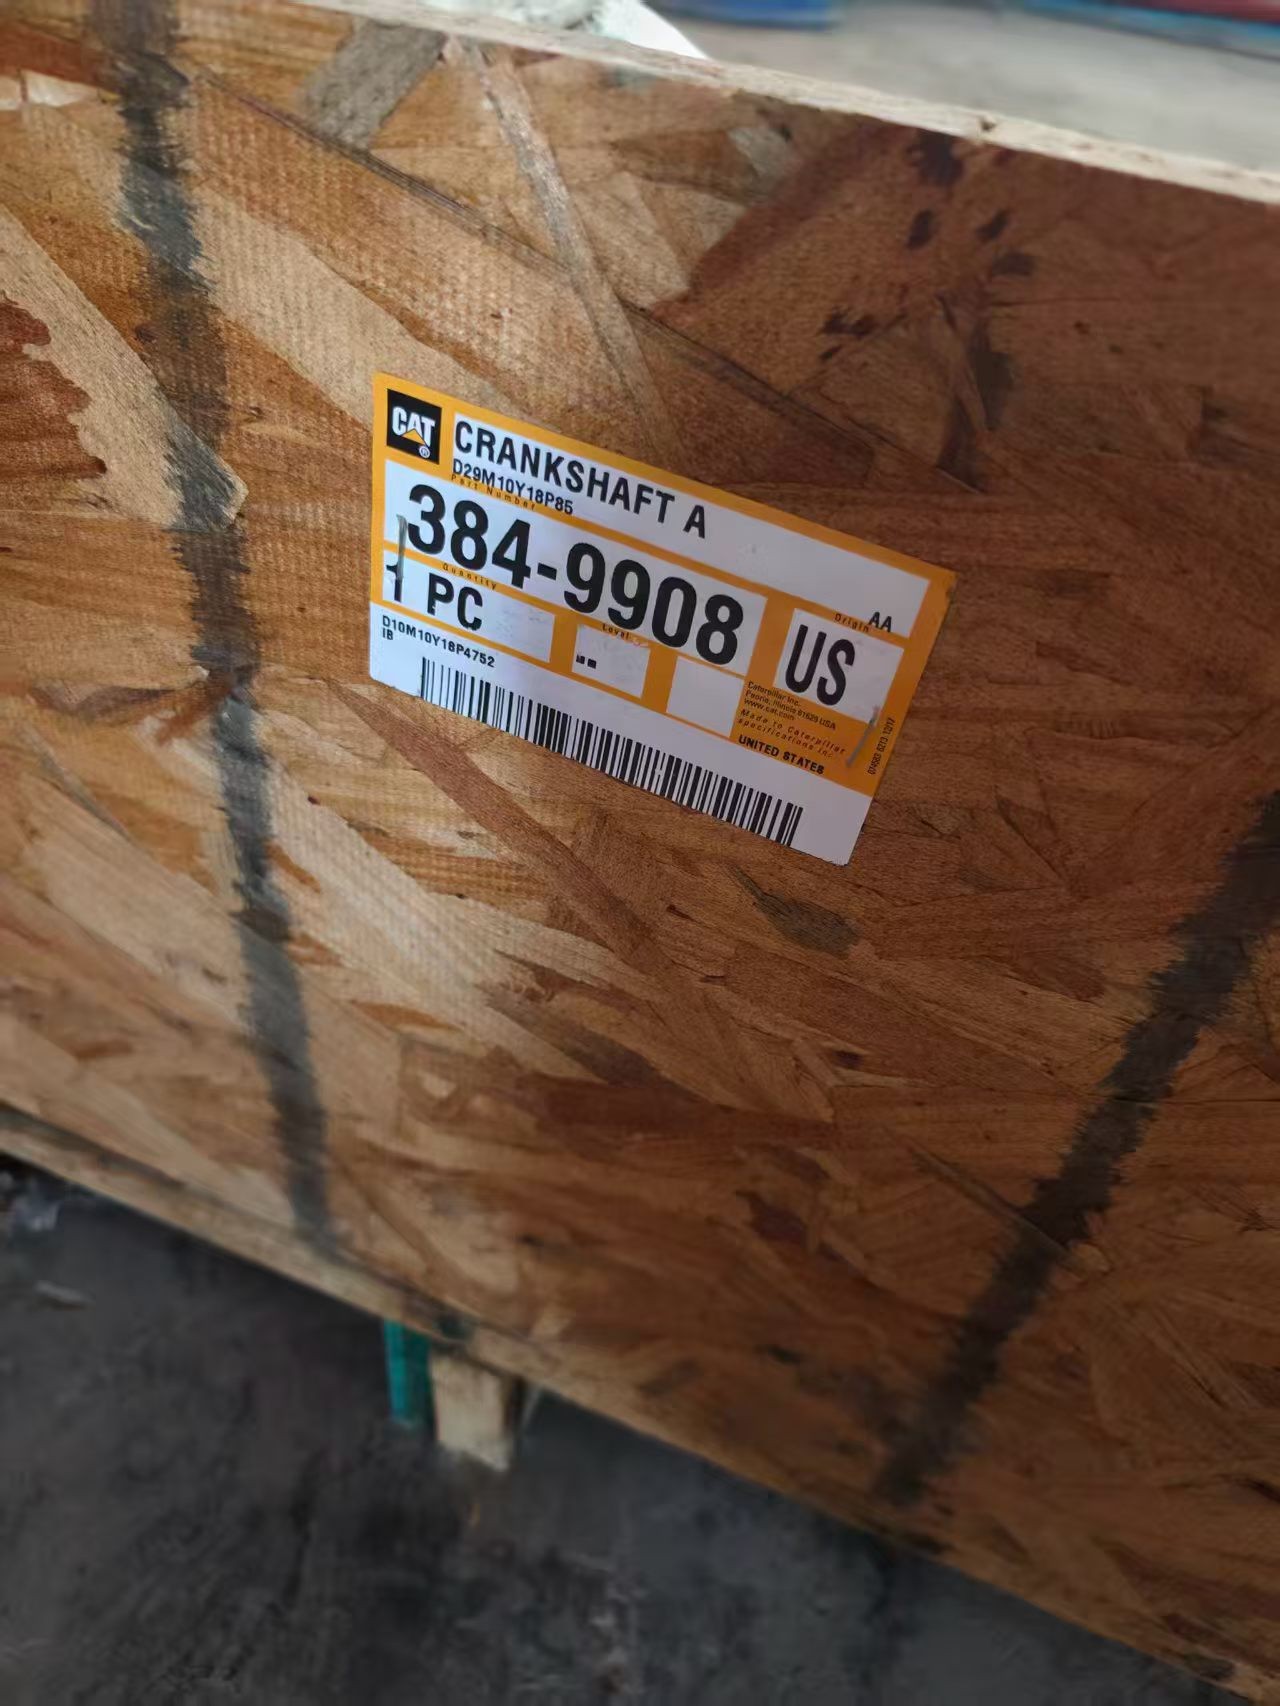 CAT
®
CRANKSHAFT A
D29M10Y18P85
Part Number
384-9908
Origin AA
Quantity
1 PC
Level
US
D10M10Y18P4752
IB
Caterpillar Inc.
Peoria, Illinois 61629 USA
www.cat.com
Made to Caterpillar
specifications in:
UNITED STATES